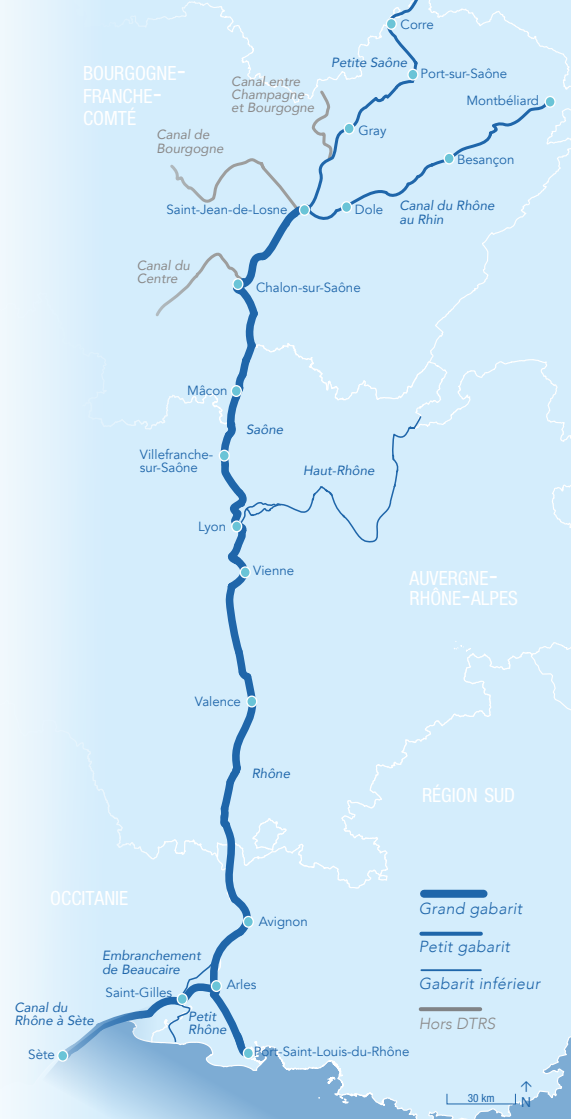 Corre
Petite Saône
Port-sur-Saône
BOURGOGNE-
FRANCHE-
COMTÉ
Canal entre
Champagne
et Bourgogne
Montbéliard
Gray
Canal de
Bourgogne
Besançon
Saint-Jean-de-Losne
Dole
Canal du Rhône
au Rhin
Canal du
Centre
Chalon-sur-Saône
Mâcon
Saône
Villefranche-
sur-Saône
Haut-Rhône
Lyon
Vienne
AUVERGNE-
RHÔNE-ALPES
Valence
Rhône
RÉGION SUD
OCCITANIE
Grand gabarit
Avignon
Petit gabarit
Embranchement
de Beaucaire
Gabarit inférieur
Arles
Saint-Gilles
Canal du
Rhône à Sète
Petit
Rhône
Hors DTRS
Sète
Port-Saint-Louis-du-Rhône
30 km
N